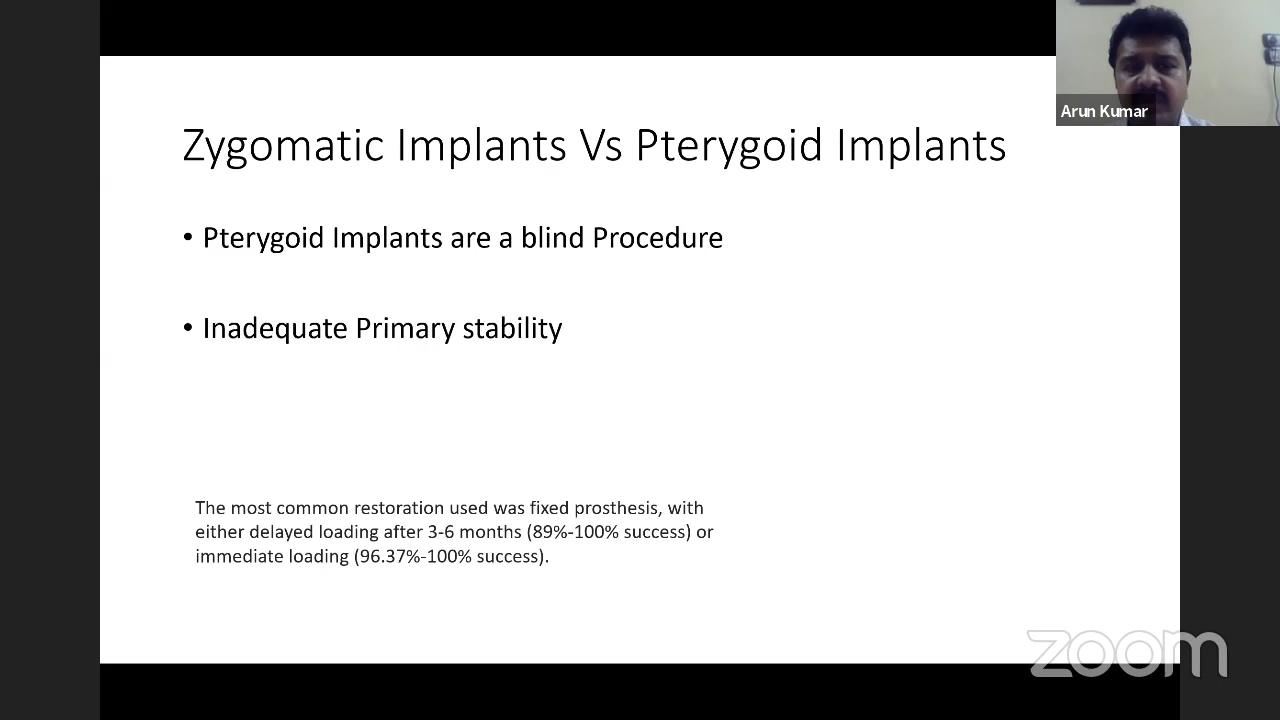 Arun Kumar
Zygomatic Implants Vs Pterygoid Implants
• Pterygoid Implants are a blind Procedure
• Inadequate Primary stability
The most common restoration used was fixed prosthesis, with
either delayed loading after 3-6 months (89%-100% success) or
immediate loading (96.37%-100% success).
zoom